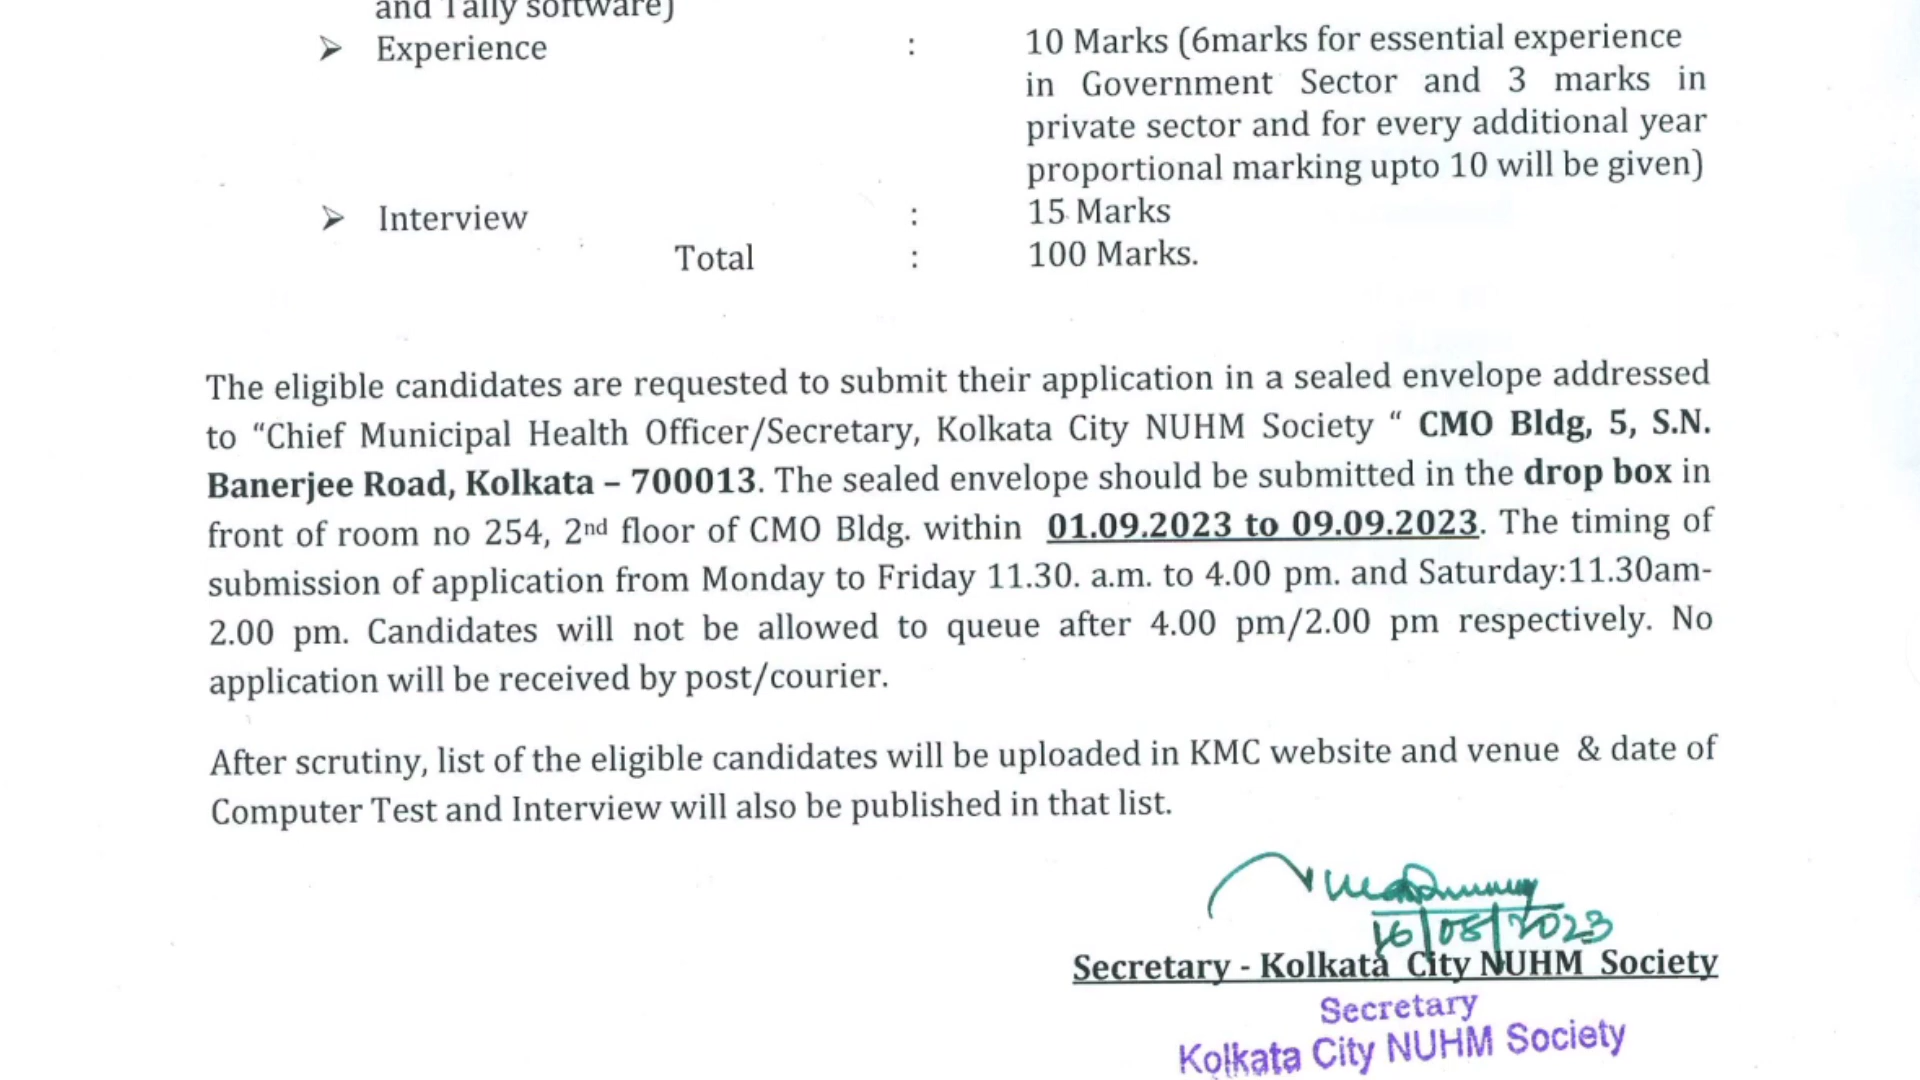 and Tally software)
➢ Experience : 10 Marks (6marks for essential experience
in Government Sector and 3 marks in
private sector and for every additional year
proportional marking upto 10 will be given)
➢ Interview : 15 Marks
Total : 100 Marks.
The eligible candidates are requested to submit their application in a sealed envelope addressed
to “Chief Municipal Health Officer/Secretary, Kolkata City NUHM Society “ CMO Bldg, 5, S.N.
Banerjee Road, Kolkata – 700013. The sealed envelope should be submitted in the drop box in
front of room no 254, 2nd floor of CMO Bldg. within 01.09.2023 to 09.09.2023. The timing of
submission of application from Monday to Friday 11.30. a.m. to 4.00 pm. and Saturday:11.30am-
2.00 pm. Candidates will not be allowed to queue after 4.00 pm/2.00 pm respectively. No
application will be received by post/courier.
After scrutiny, list of the eligible candidates will be uploaded in KMC website and venue & date of
Computer Test and Interview will also be published in that list.
16/08/2023
Secretary - Kolkata City NUHM Society
Secretary
Kolkata City NUHM Society